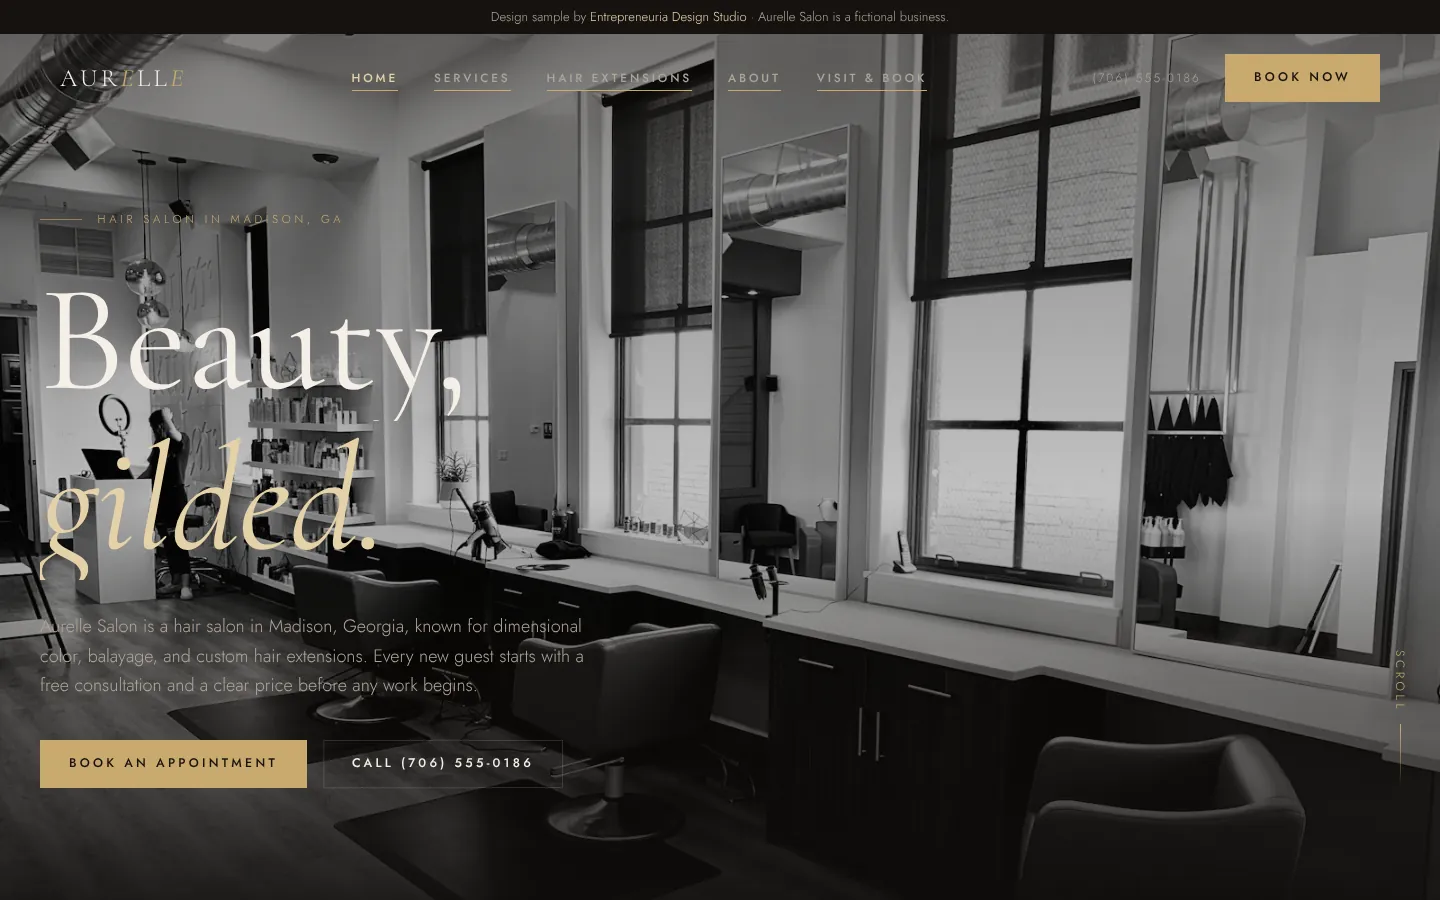 Design sample by Entrepreneuria Design Studio · Aurelle Salon is a fictional business.
AURELLE
HOME
SERVICES
HAIR EXTENSIONS
ABOUT
VISIT & BOOK
(706) 555-0186
BOOK NOW
HAIR SALON IN MADISON, GA
Beauty,
gilded.
Aurelle Salon is a hair salon in Madison, Georgia, known for dimensional
color, balayage, and custom hair extensions. Every new guest starts with a
free consultation and a clear price before any work begins.
BOOK AN APPOINTMENT
CALL (706) 555-0186
SCROLL